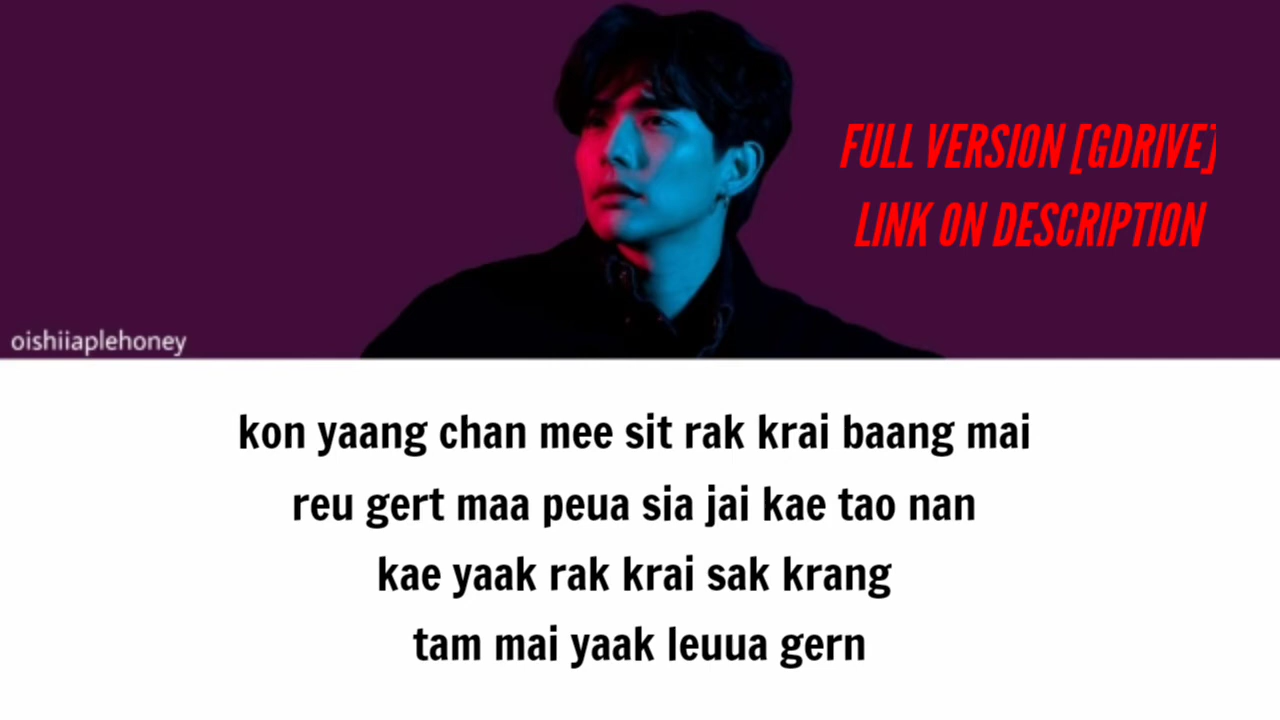 FULL VERSION [GDRIVE]
LINK ON DESCRIPTION
oishiiaplehoney
kon yaang chan mee sit rak krai baang mai
reu gert maa peua sia jai kae tao nan
kae yaak rak krai sak krang
tam mai yaak leuua gern